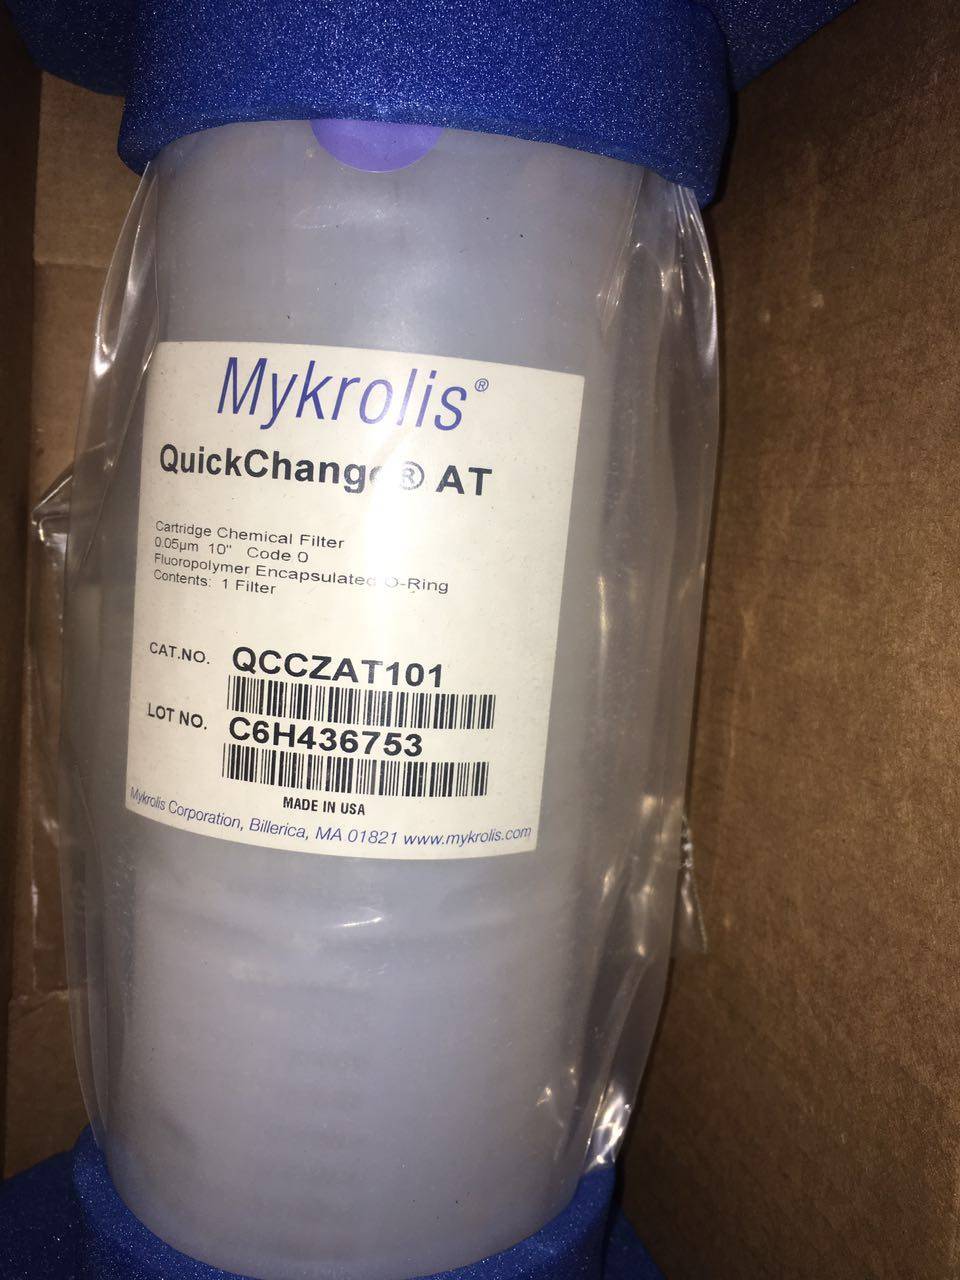 Mykrolis®
QuickChange® AT
Cartridge Chemical Filter
0.05µm 10" Code 0
Fluoropolymer Encapsulated O-Ring
Contents: 1 Filter
CAT.NO. QCCZAT101
LOT NO. C6H436753
MADE IN USA
Mykrolis Corporation, Billerica, MA 01821 www.mykrolis.com